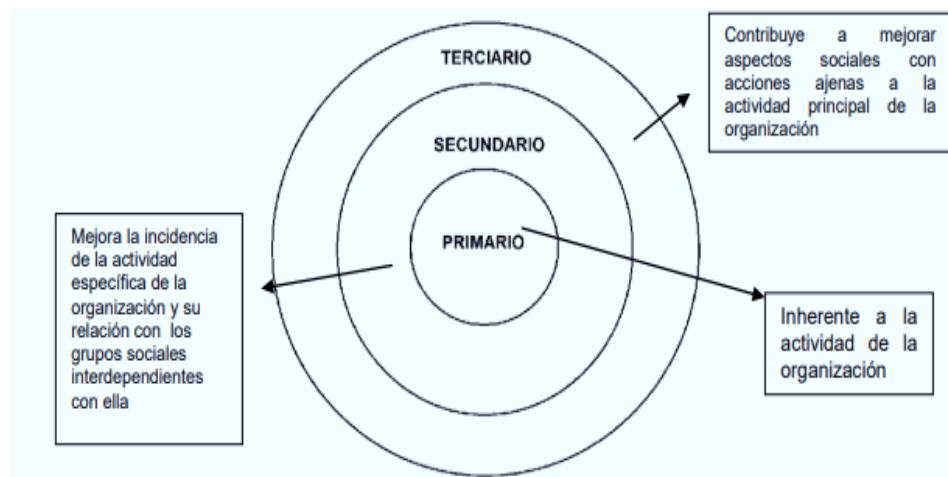 TERCIARIO
Contribuye a mejorar
aspectos sociales con
acciones ajenas a la
actividad principal de la
organización
SECUNDARIO
Mejora la incidencia
de la actividad
específica de la
organización y su
relación con los
grupos sociales
interdependientes
con ella
PRIMARIO
Inherente a la
actividad de la
organización